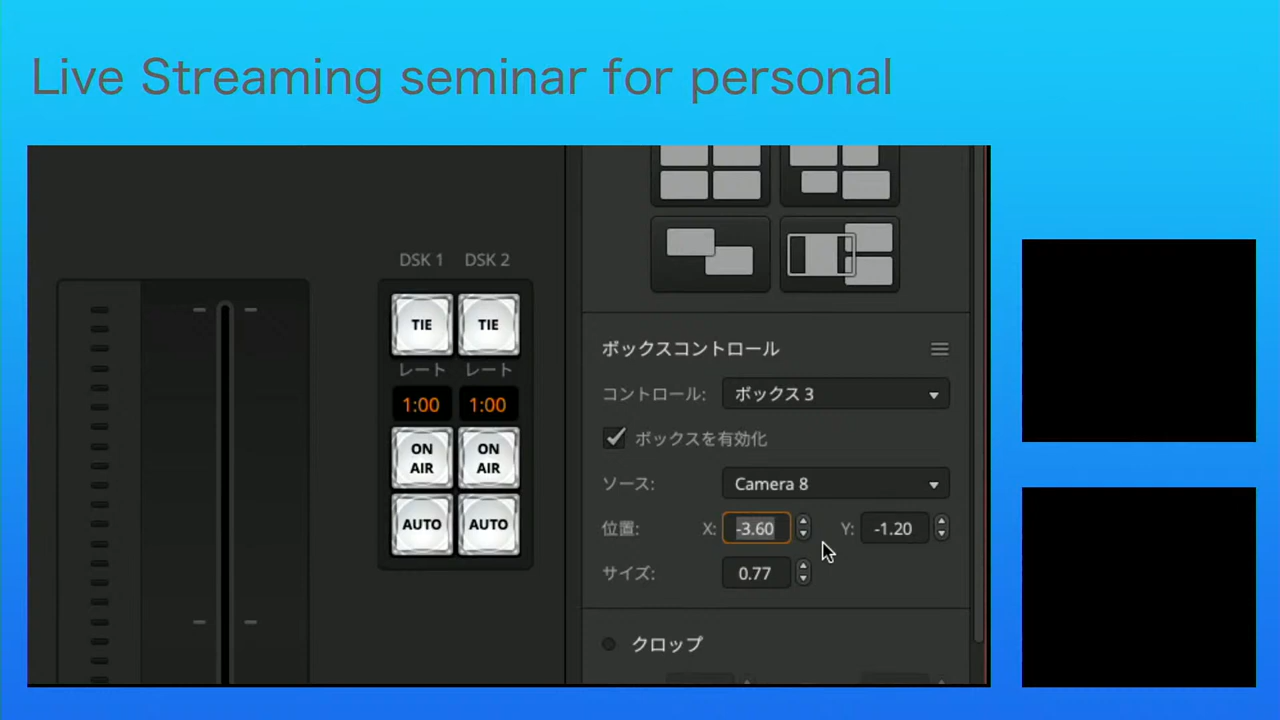 Live Streaming seminar for personal
DSK 1 DSK 2
TIE TIE
レート レート
1:00 1:00
ON AIR ON AIR
AUTO AUTO
ボックスコントロール
コントロール: ボックス 3
ボックスを有効化
ソース: Camera 8
位置: X: -3.60 Y: -1.20
サイズ: 0.77
クロップ